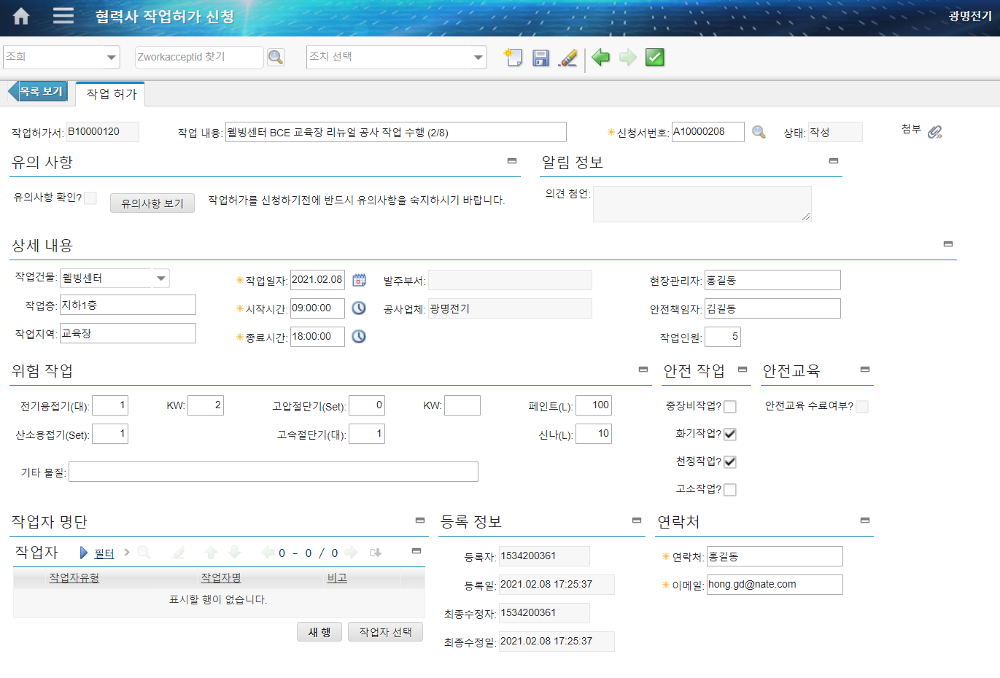 협력사 작업허가 신청
광명전기
조회
Zworkacceptid 찾기
조치 선택
목록 보기
작업 허가
작업허가서: B10000120
작업 내용: 웰빙센터 BCE 교육장 리뉴얼 공사 작업 수행 (2/8)
신청서번호: A10000208
상태: 작성
첨부
유의 사항
알림 정보
유의사항 확인?
유의사항 보기
작업허가를 신청하기전에 반드시 유의사항을 숙지하시기 바랍니다.
의견 첨언:
상세 내용
작업건물: 웰빙센터
작업일자: 2021.02.08
발주부서:
현장관리자: 홍길동
작업층: 지하1층
시작시간: 09:00:00
공사업체: 광명전기
안전책임자: 김길동
작업지역: 교육장
종료시간: 18:00:00
작업인원: 5
위험 작업
안전 작업
안전교육
전기용접기(대): 1
KW: 2
고압절단기(Set): 0
KW:
페인트(L): 100
중장비작업?
안전교육 수료여부?
산소용접기(Set): 1
고속절단기(대): 1
신나(L): 10
화기작업?
천정작업?
기타 물질:
고소작업?
작업자 명단
등록 정보
연락처
작업자
필터
0 - 0 / 0
작업자유형
작업자명
비고
표시할 행이 없습니다.
새 행
작업자 선택
등록자: 1534200361
등록일: 2021.02.08 17:25:37
최종수정자: 1534200361
최종수정일: 2021.02.08 17:25:37
연락처: 홍길동
이메일: hong.gd@nate.com